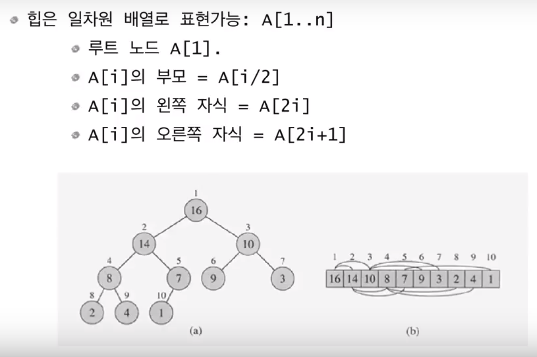 힙은 일차원 배열로 표현가능: A[1..n]
루트 노드 A[1].
A[i]의 부모 = A[i/2]
A[i]의 왼쪽 자식 = A[2i]
A[i]의 오른쪽 자식 = A[2i+1]
1
16
2 3
14 10
4 5 6 7
8 7 9 3
8 9 10
2 4 1
(a)
1 2 3 4 5 6 7 8 9 10
16 14 10 8 7 9 3 2 4 1
(b)